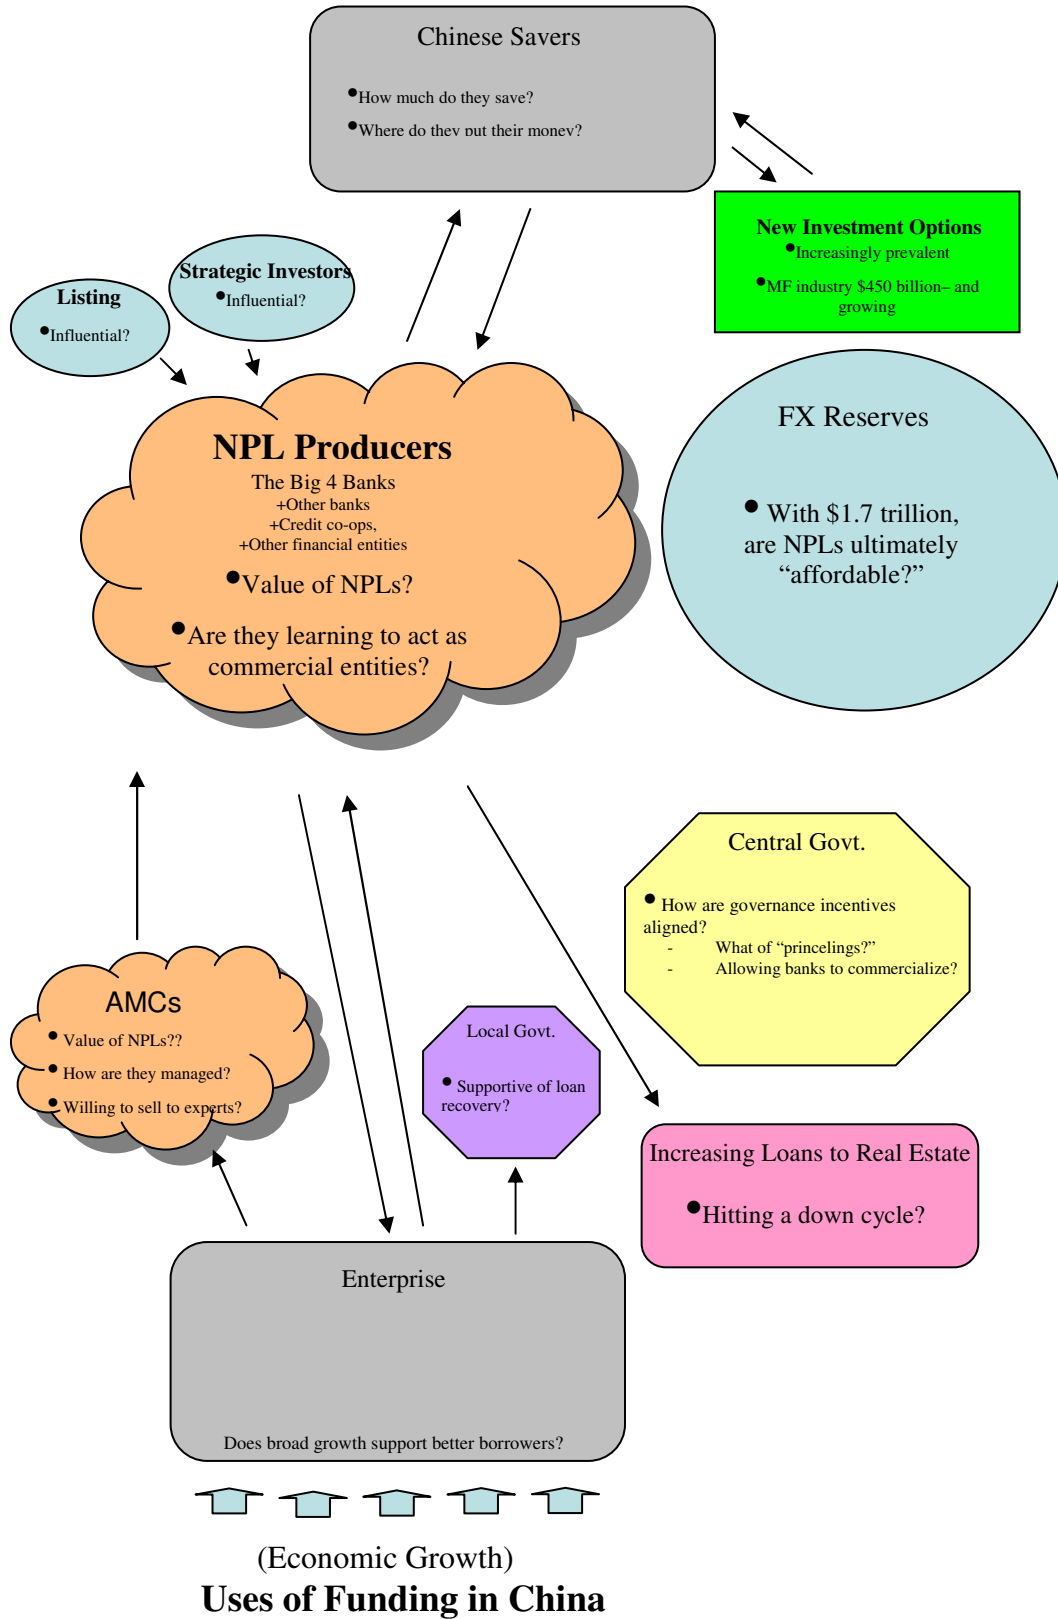 Chinese Savers
•How much do they save?
•Where do they put their money?
New Investment Options
•Increasingly prevalent
•MF industry $450 billion– and
growing
Strategic Investors
•Influential?
Listing
•Influential?
NPL Producers
The Big 4 Banks
+Other banks
+Credit co-ops,
+Other financial entities
•Value of NPLs?
•Are they learning to act as
commercial entities?
FX Reserves
• With $1.7 trillion,
are NPLs ultimately
“affordable?”
Central Govt.
• How are governance incentives
aligned?
- What of “princelings?”
- Allowing banks to commercialize?
AMCs
• Value of NPLs??
• How are they managed?
• Willing to sell to experts?
Local Govt.
• Supportive of loan
recovery?
Increasing Loans to Real Estate
•Hitting a down cycle?
Enterprise
Does broad growth support better borrowers?
(Economic Growth)
Uses of Funding in China